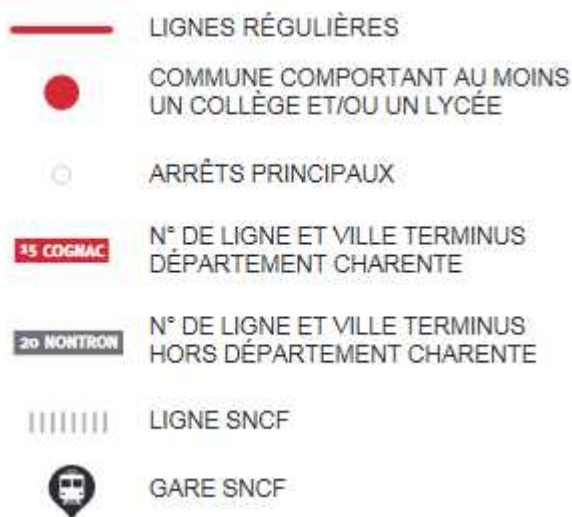 LIGNES RÉGULIÈRES
COMMUNE COMPORTANT AU MOINS
UN COLLÈGE ET/OU UN LYCÉE
ARRÊTS PRINCIPAUX
15 COGNAC
N° DE LIGNE ET VILLE TERMINUS
DÉPARTEMENT CHARENTE
20 NONTRON
N° DE LIGNE ET VILLE TERMINUS
HORS DÉPARTEMENT CHARENTE
LIGNE SNCF
GARE SNCF